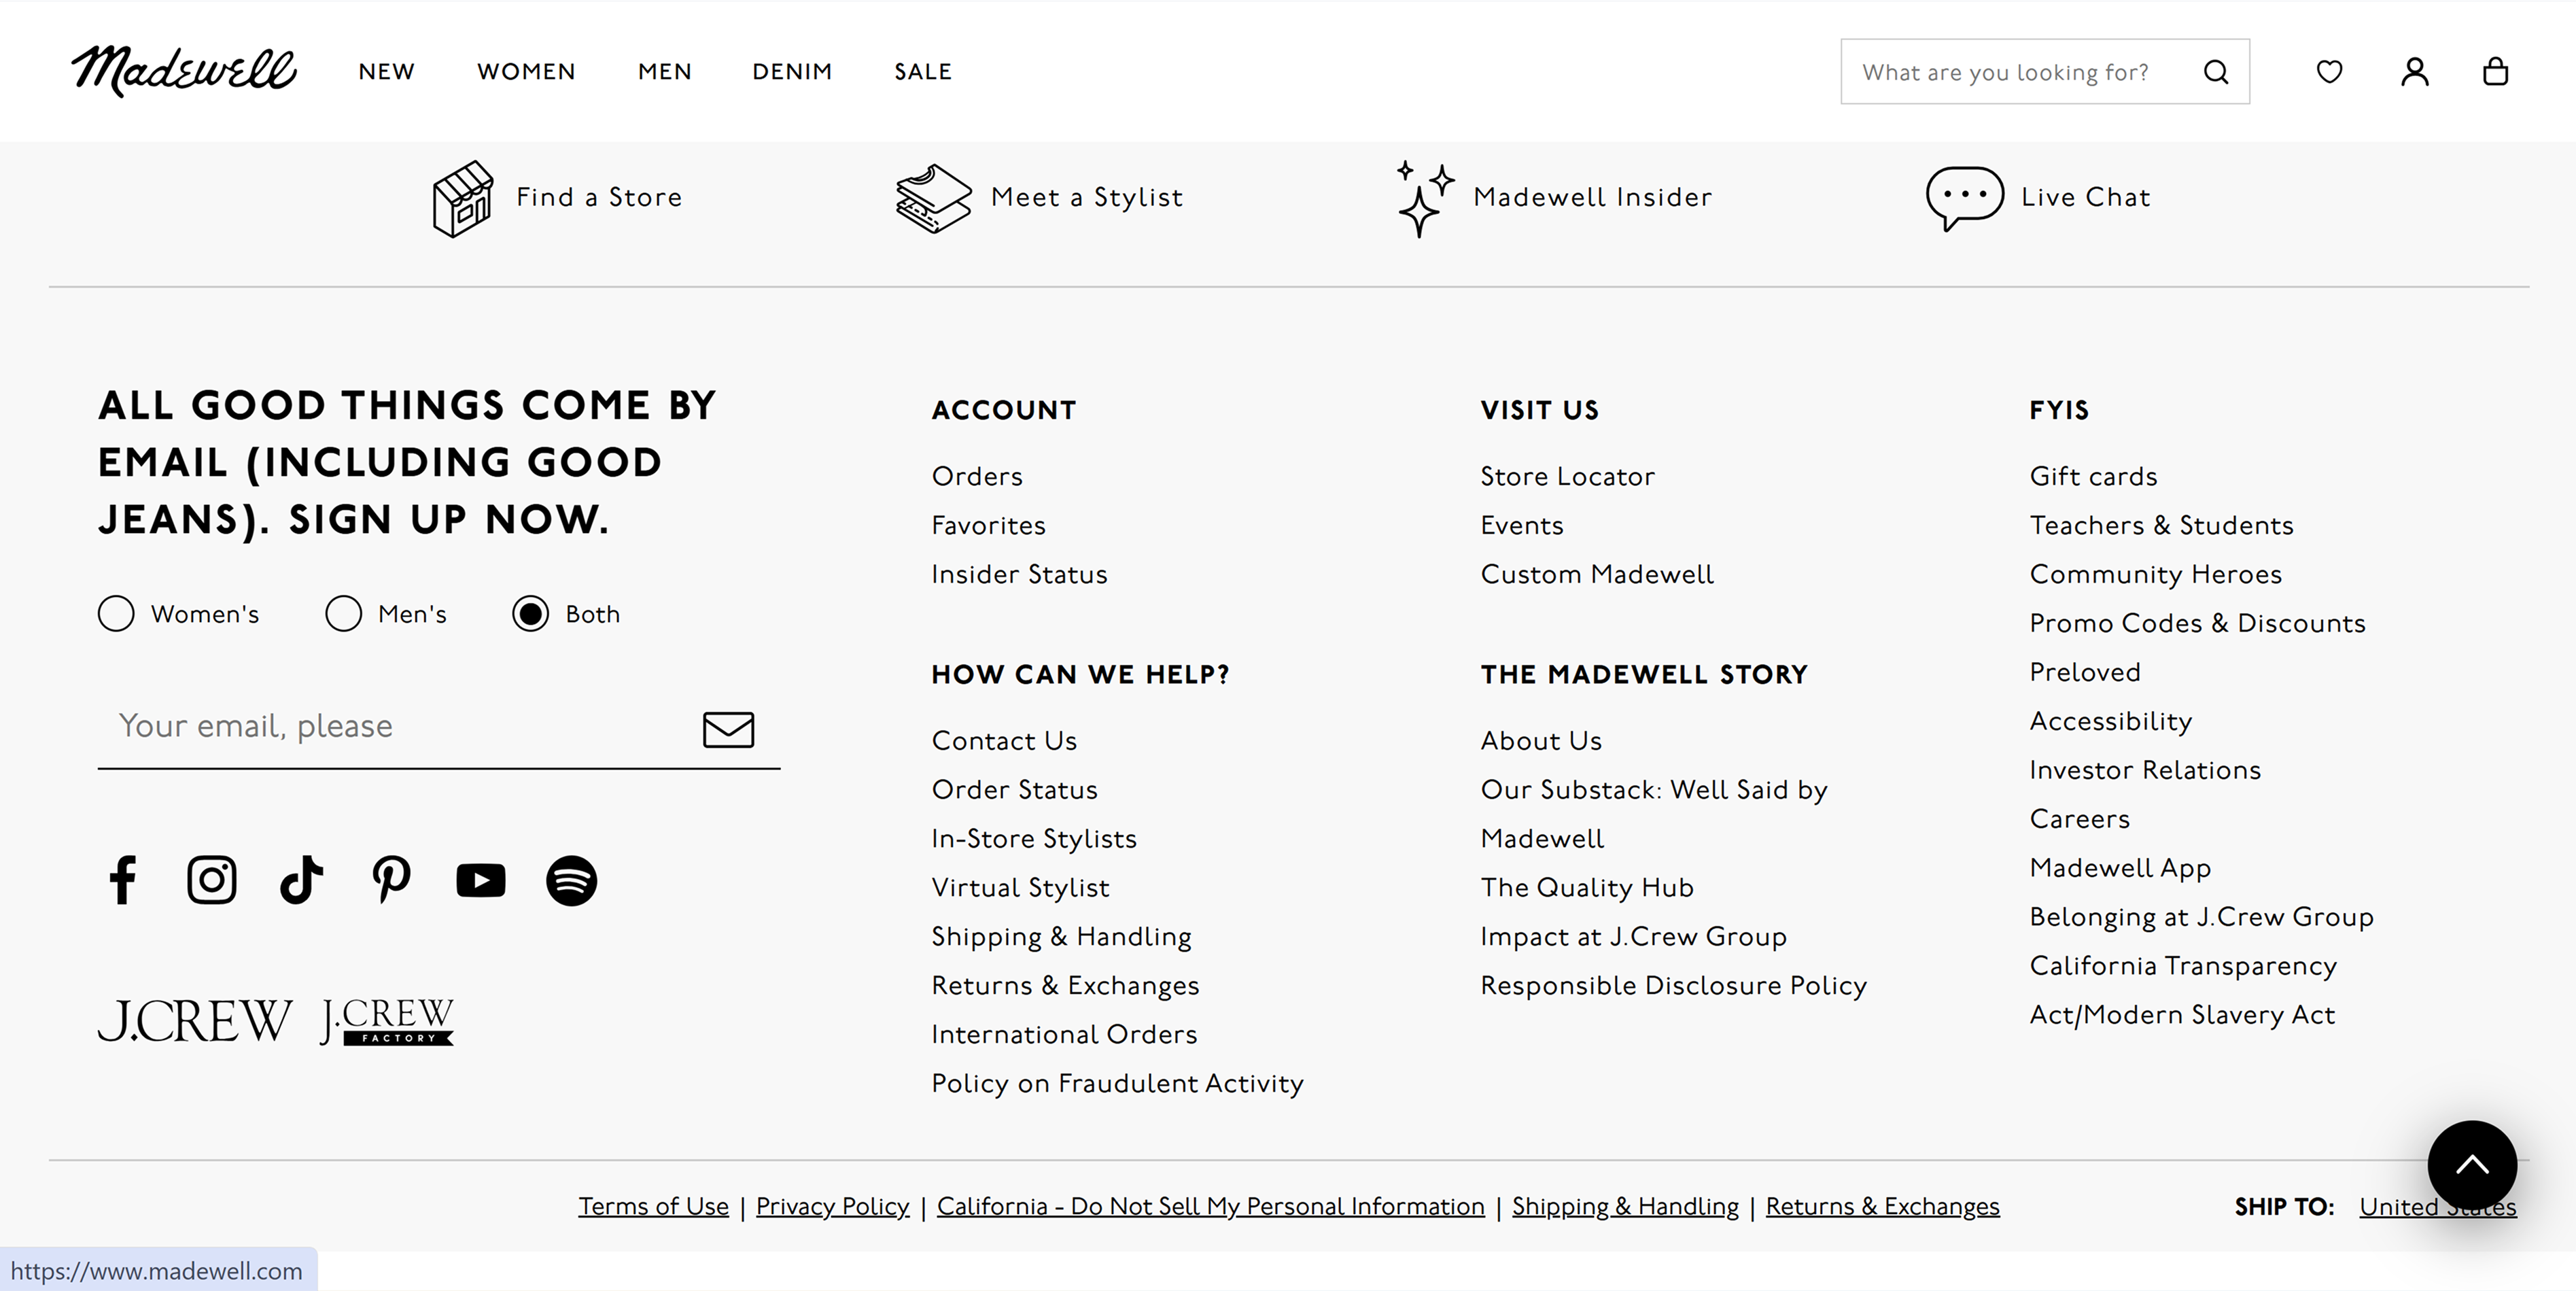 Madewell
NEW
WOMEN
MEN
DENIM
SALE
What are you looking for?
Find a Store
Meet a Stylist
Madewell Insider
Live Chat
ALL GOOD THINGS COME BY
EMAIL (INCLUDING GOOD
JEANS). SIGN UP NOW.
Women's
Men's
Both
Your email, please
J.CREW
J.CREW
FACTORY
ACCOUNT
Orders
Favorites
Insider Status
HOW CAN WE HELP?
Contact Us
Order Status
In-Store Stylists
Virtual Stylist
Shipping & Handling
Returns & Exchanges
International Orders
Policy on Fraudulent Activity
VISIT US
Store Locator
Events
Custom Madewell
THE MADEWELL STORY
About Us
Our Substack: Well Said by
Madewell
The Quality Hub
Impact at J.Crew Group
Responsible Disclosure Policy
FYIS
Gift cards
Teachers & Students
Community Heroes
Promo Codes & Discounts
Preloved
Accessibility
Investor Relations
Careers
Madewell App
Belonging at J.Crew Group
California Transparency
Act/Modern Slavery Act
Terms of Use | Privacy Policy | California - Do Not Sell My Personal Information | Shipping & Handling | Returns & Exchanges
SHIP TO: United States
https://www.madewell.com